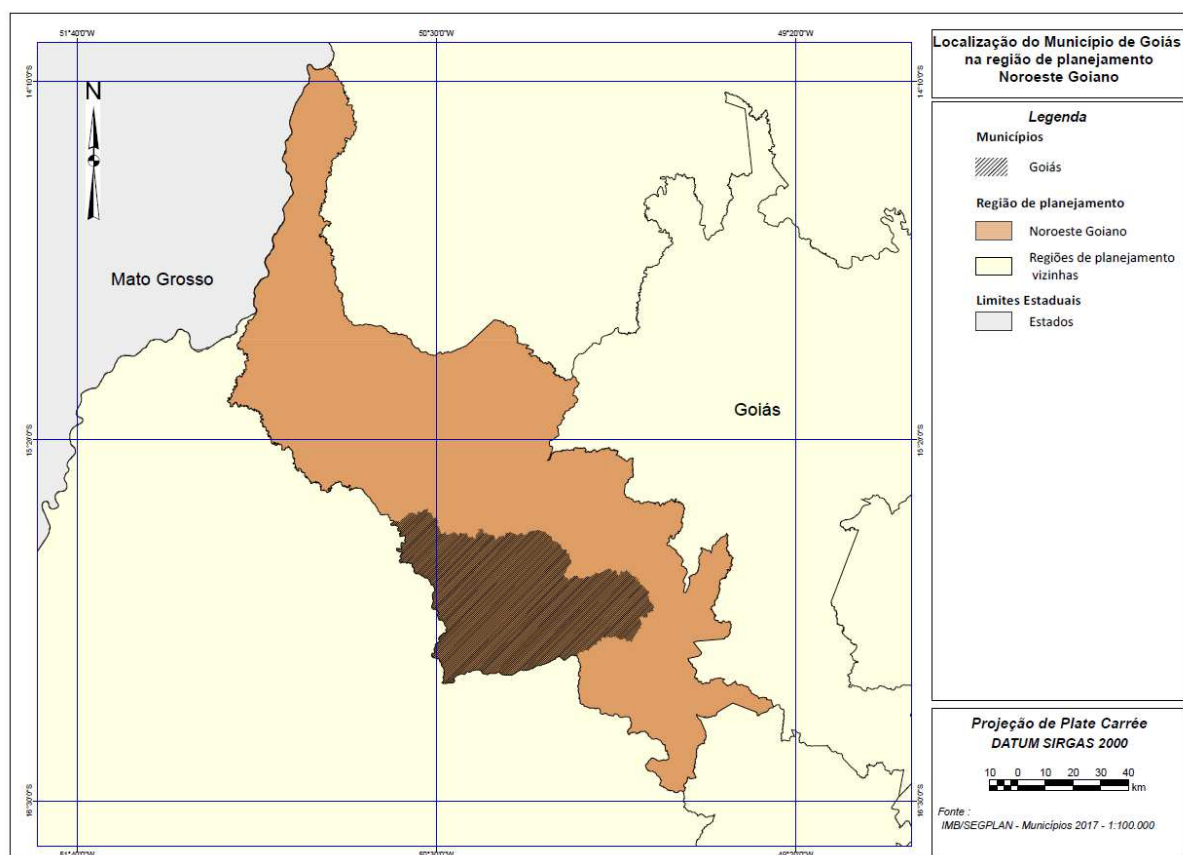 51°40'0"W
50°30'0"W
49°20'0"W
14°10'0"S
14°10'0"S
N
Mato Grosso
Goiás
15°20'0"S
15°20'0"S
16°30'0"S
16°30'0"S
Localização do Município de Goiás
na região de planejamento
Noroeste Goiano
Legenda
Municípios
Goiás
Região de planejamento
Noroeste Goiano
Regiões de planejamento
vizinhas
Limites Estaduais
Estados
Projeção de Plate Carrée
DATUM SIRGAS 2000
10 0 10 20 30 40
km
Fonte :
IMB/SEGPLAN - Municípios 2017 - 1:100.000